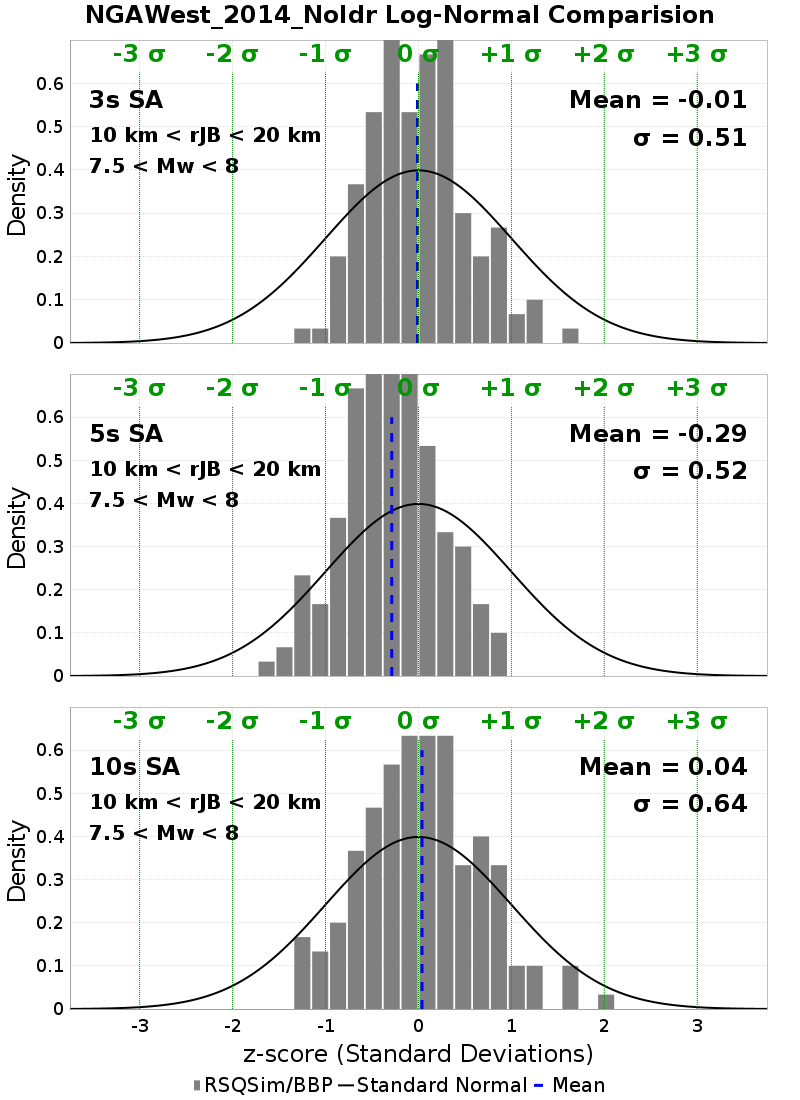 NGAWest_2014_NoIdr Log-Normal Comparision
-3 σ -2 σ -1 σ 0 σ +1 σ +2 σ +3 σ
3s SA
10 km < rJB < 20 km
7.5 < Mw < 8
Mean = -0.01
σ = 0.51
0.6
0.5
0.4
0.3
0.2
0.1
0
Density
-3 σ -2 σ -1 σ 0 σ +1 σ +2 σ +3 σ
5s SA
10 km < rJB < 20 km
7.5 < Mw < 8
Mean = -0.29
σ = 0.52
0.6
0.5
0.4
0.3
0.2
0.1
0
Density
-3 σ -2 σ -1 σ 0 σ +1 σ +2 σ +3 σ
10s SA
10 km < rJB < 20 km
7.5 < Mw < 8
Mean = 0.04
σ = 0.64
0.6
0.5
0.4
0.3
0.2
0.1
0
Density
-3 -2 -1 0 1 2 3
z-score (Standard Deviations)
RSQSim/BBP Standard Normal Mean